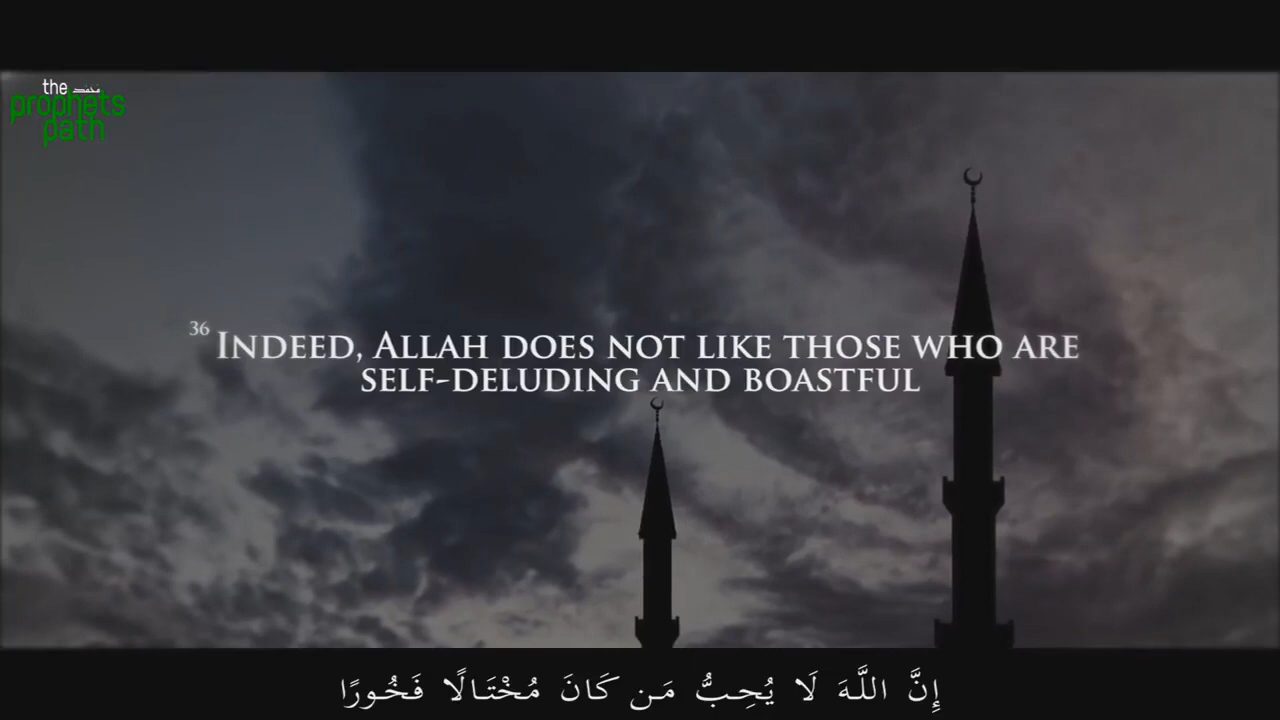 the محمد
prophets
path
36 INDEED, ALLAH DOES NOT LIKE THOSE WHO ARE
SELF-DELUDING AND BOASTFUL
إِنَّ اللَّهَ لَا يُحِبُّ مَن كَانَ مُخْتَالًا فَخُورًا